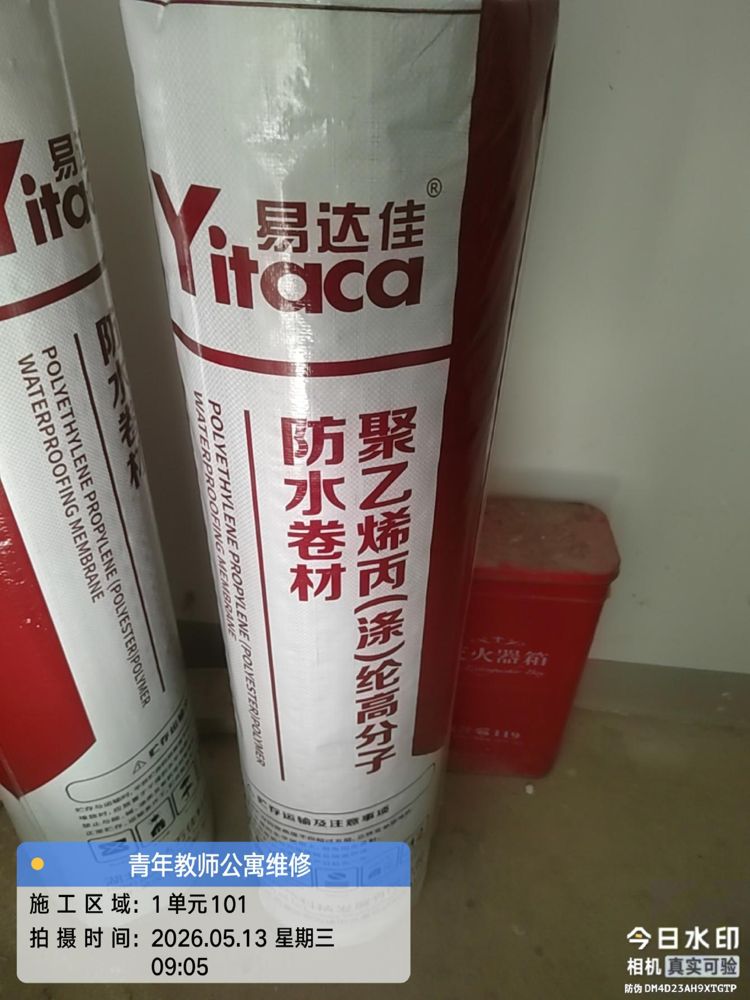 易
Yitaca
防水卷材
POLYETHYLENE PROPYLENE (POLYESTER)POLYMER
WATERPROOFING MEMBRANE
易达佳®
Yitaca
聚乙烯丙(涤)纶高分子
防水卷材
POLYETHYLENE PROPYLENE (POLYESTER)POLYMER
WATERPROOFING MEMBRANE
贮存运输及注意事项
灭火器箱
119
青年教师公寓维修
施工区域: 1单元101
拍摄时间: 2026.05.13 星期三
09:05
今日水印
相机 真实可验
防伪 DM4D23AH9XTGTP